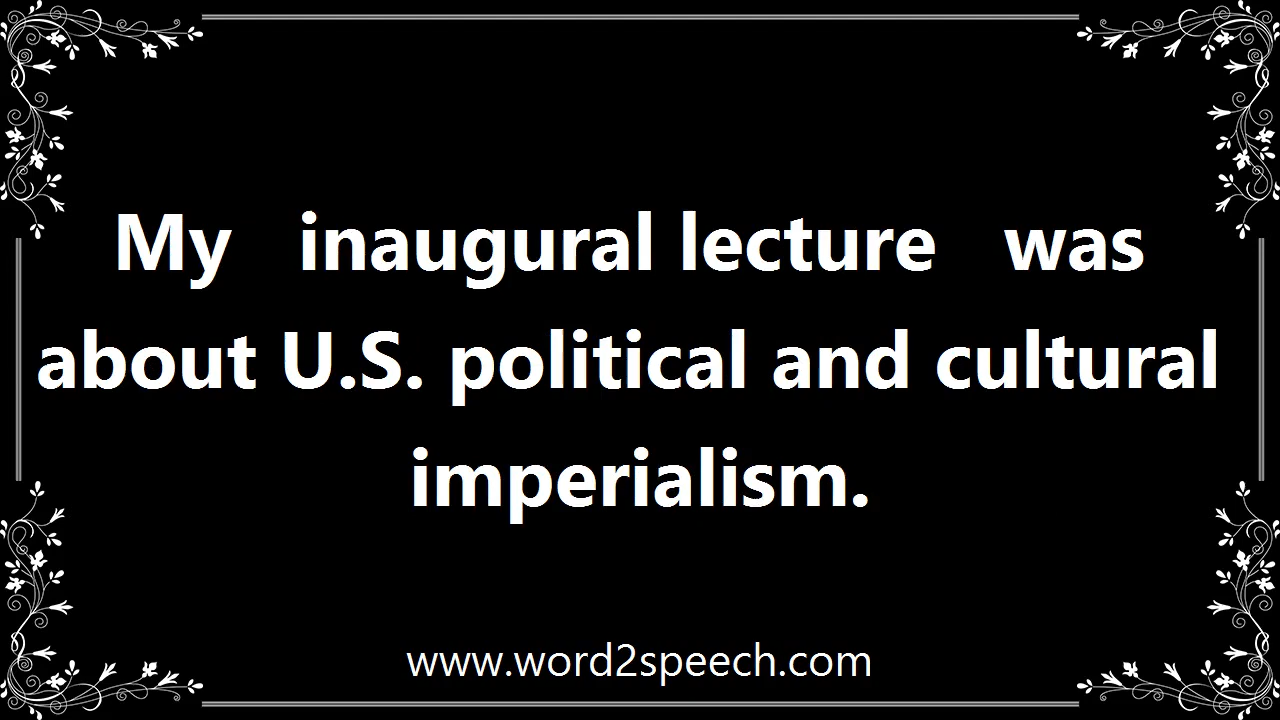 My inaugural lecture was
about U.S. political and cultural
imperialism.
www.word2speech.com